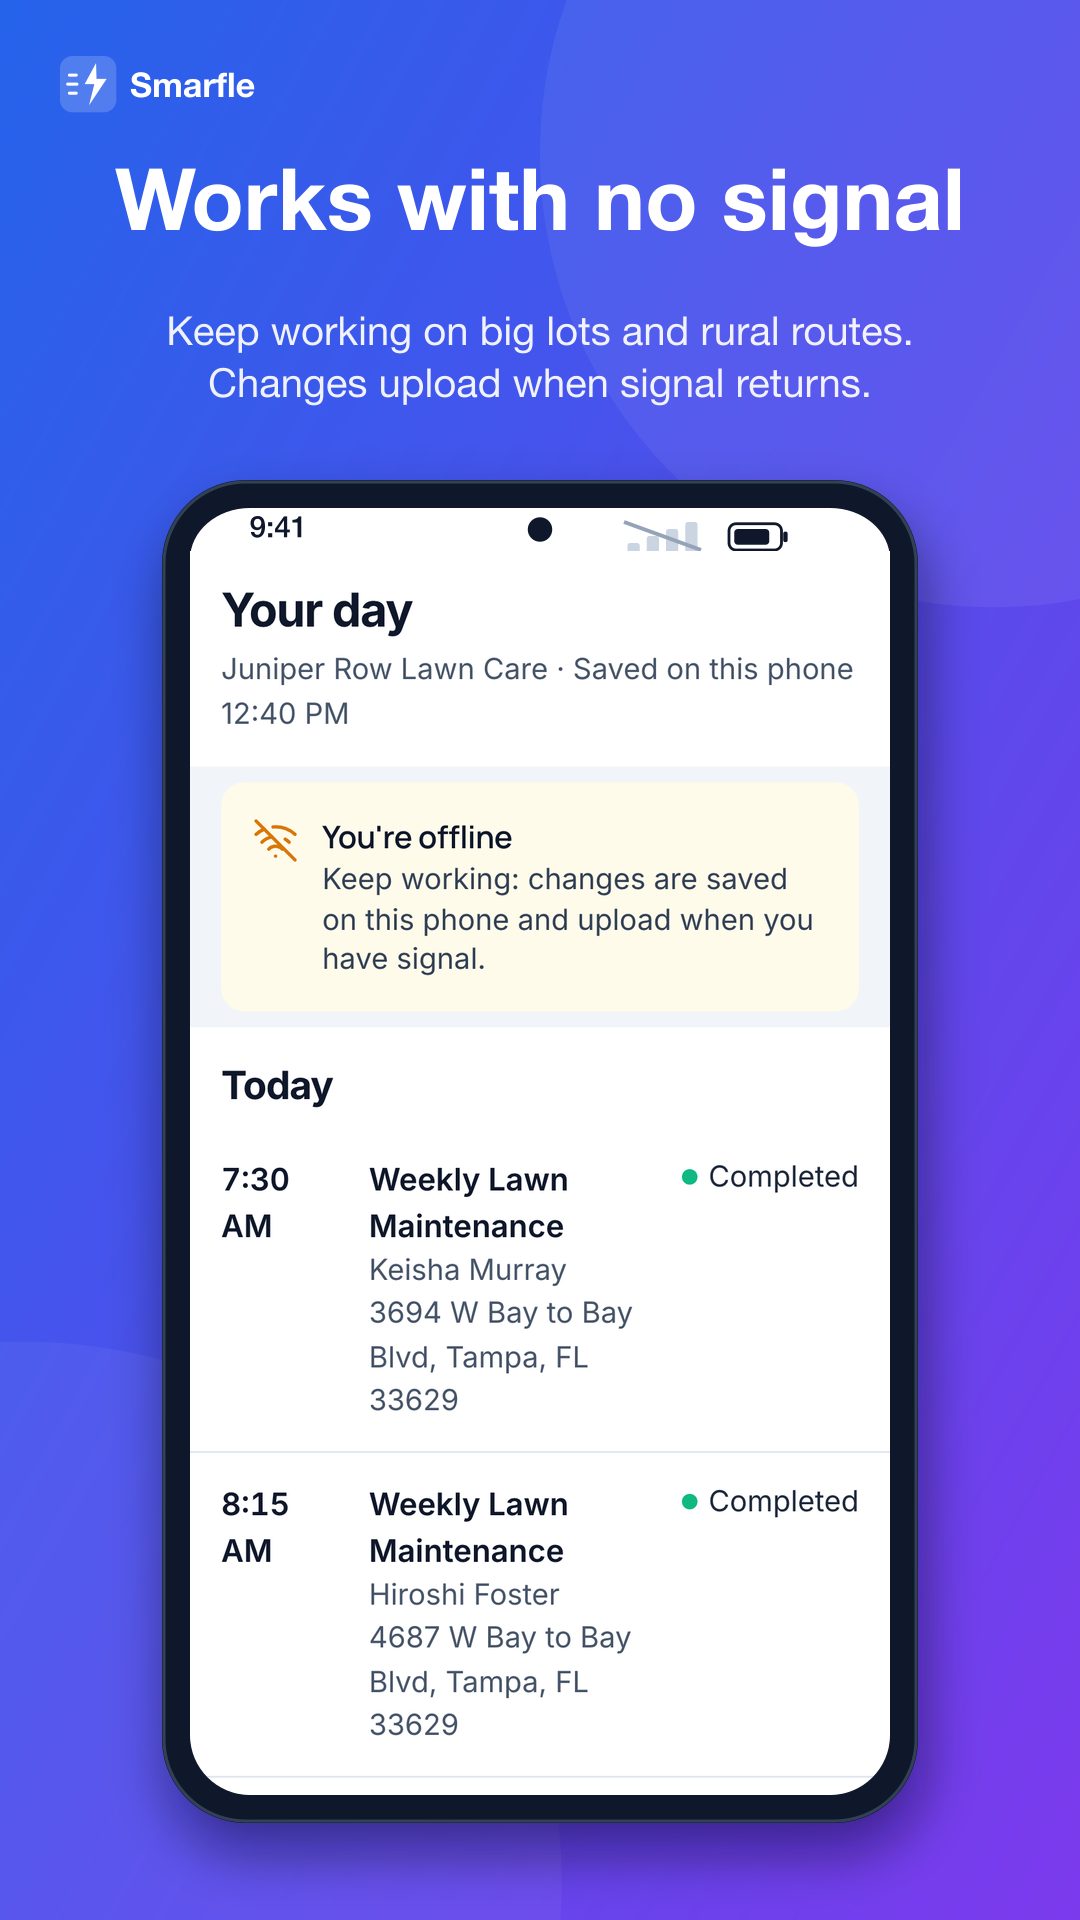 Smarfle
Works with no signal
Keep working on big lots and rural routes.
Changes upload when signal returns.
9:41
Your day
Juniper Row Lawn Care · Saved on this phone
12:40 PM
You're offline
Keep working: changes are saved
on this phone and upload when you
have signal.
Today
7:30 AM
Weekly Lawn Maintenance
Completed
Keisha Murray
3694 W Bay to Bay
Blvd, Tampa, FL
33629
8:15 AM
Weekly Lawn Maintenance
Completed
Hiroshi Foster
4687 W Bay to Bay
Blvd, Tampa, FL
33629